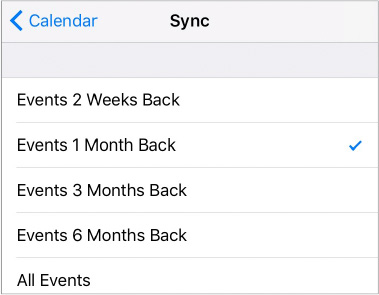 Calendar Sync
Events 2 Weeks Back
Events 1 Month Back
Events 3 Months Back
Events 6 Months Back
All Events